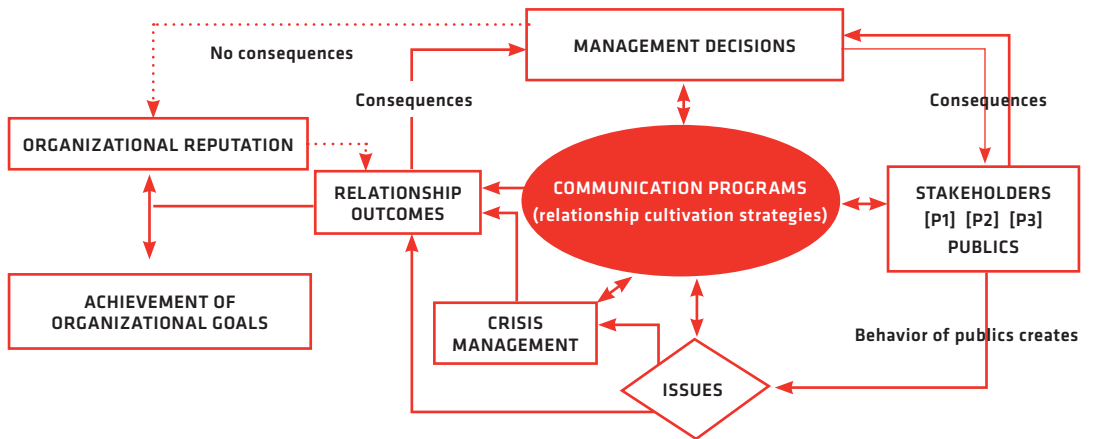 MANAGEMENT DECISIONS
No consequences
Consequences
Consequences
ORGANIZATIONAL REPUTATION
COMMUNICATION PROGRAMS
(relationship cultivation strategies)
RELATIONSHIP
OUTCOMES
STAKEHOLDERS
[P1] [P2] [P3]
PUBLICS
ACHIEVEMENT OF
ORGANIZATIONAL GOALS
CRISIS
MANAGEMENT
Behavior of publics creates
ISSUES